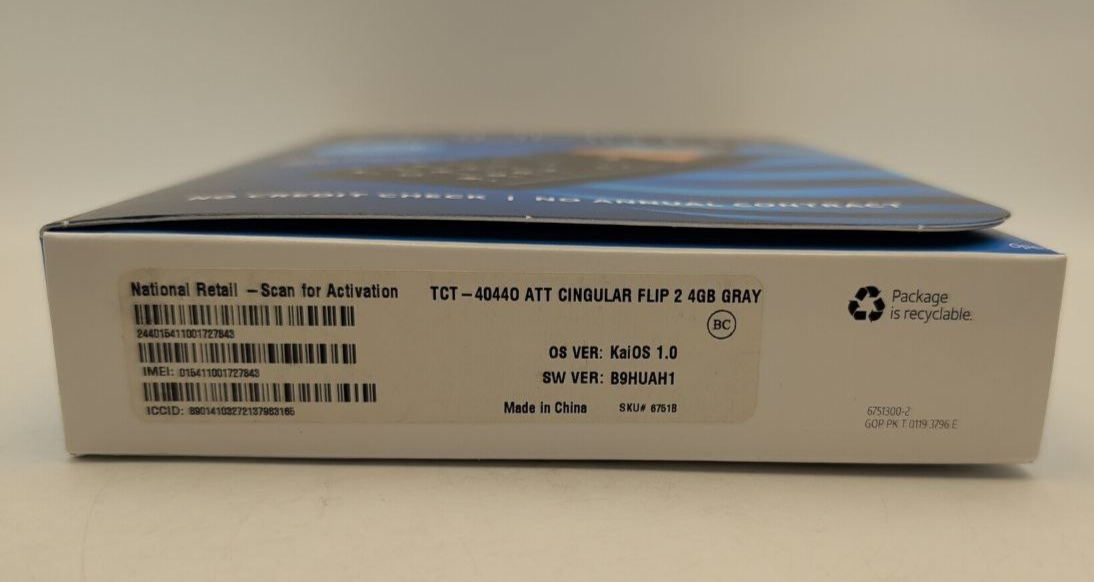 NO CREDIT CHECK | NO ANNUAL CONTRACT
National Retail – Scan for Activation
TCT – 4044O ATT CINGULAR FLIP 2 4GB GRAY
244015411001727843
BC
IMEI: 015411001727843
OS VER: KaiOS 1.0
SW VER: B9HUAH1
ICCID: 89014103272137983165
Made in China
SKU# 6751B
Package
is recyclable.
6751300-2
GOP PK T 0119 3796 E